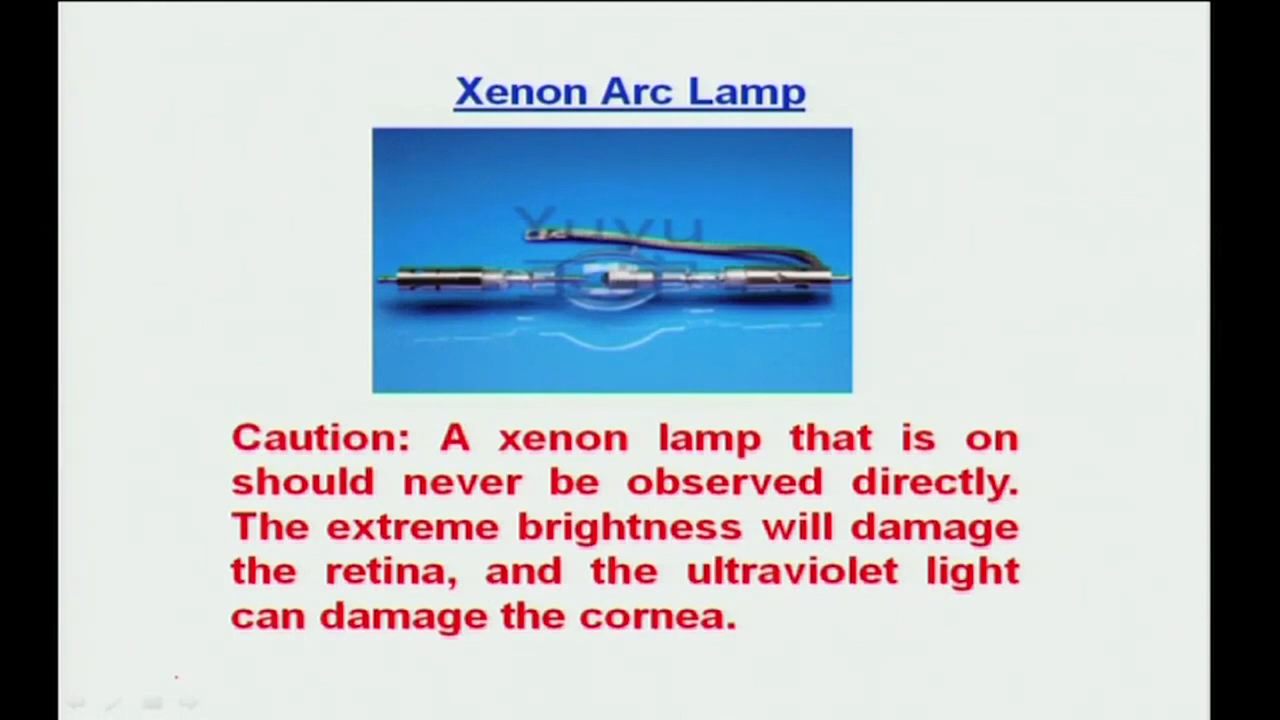 Xenon Arc Lamp
Xuyu
Caution: A xenon lamp that is on
should never be observed directly.
The extreme brightness will damage
the retina, and the ultraviolet light
can damage the cornea.